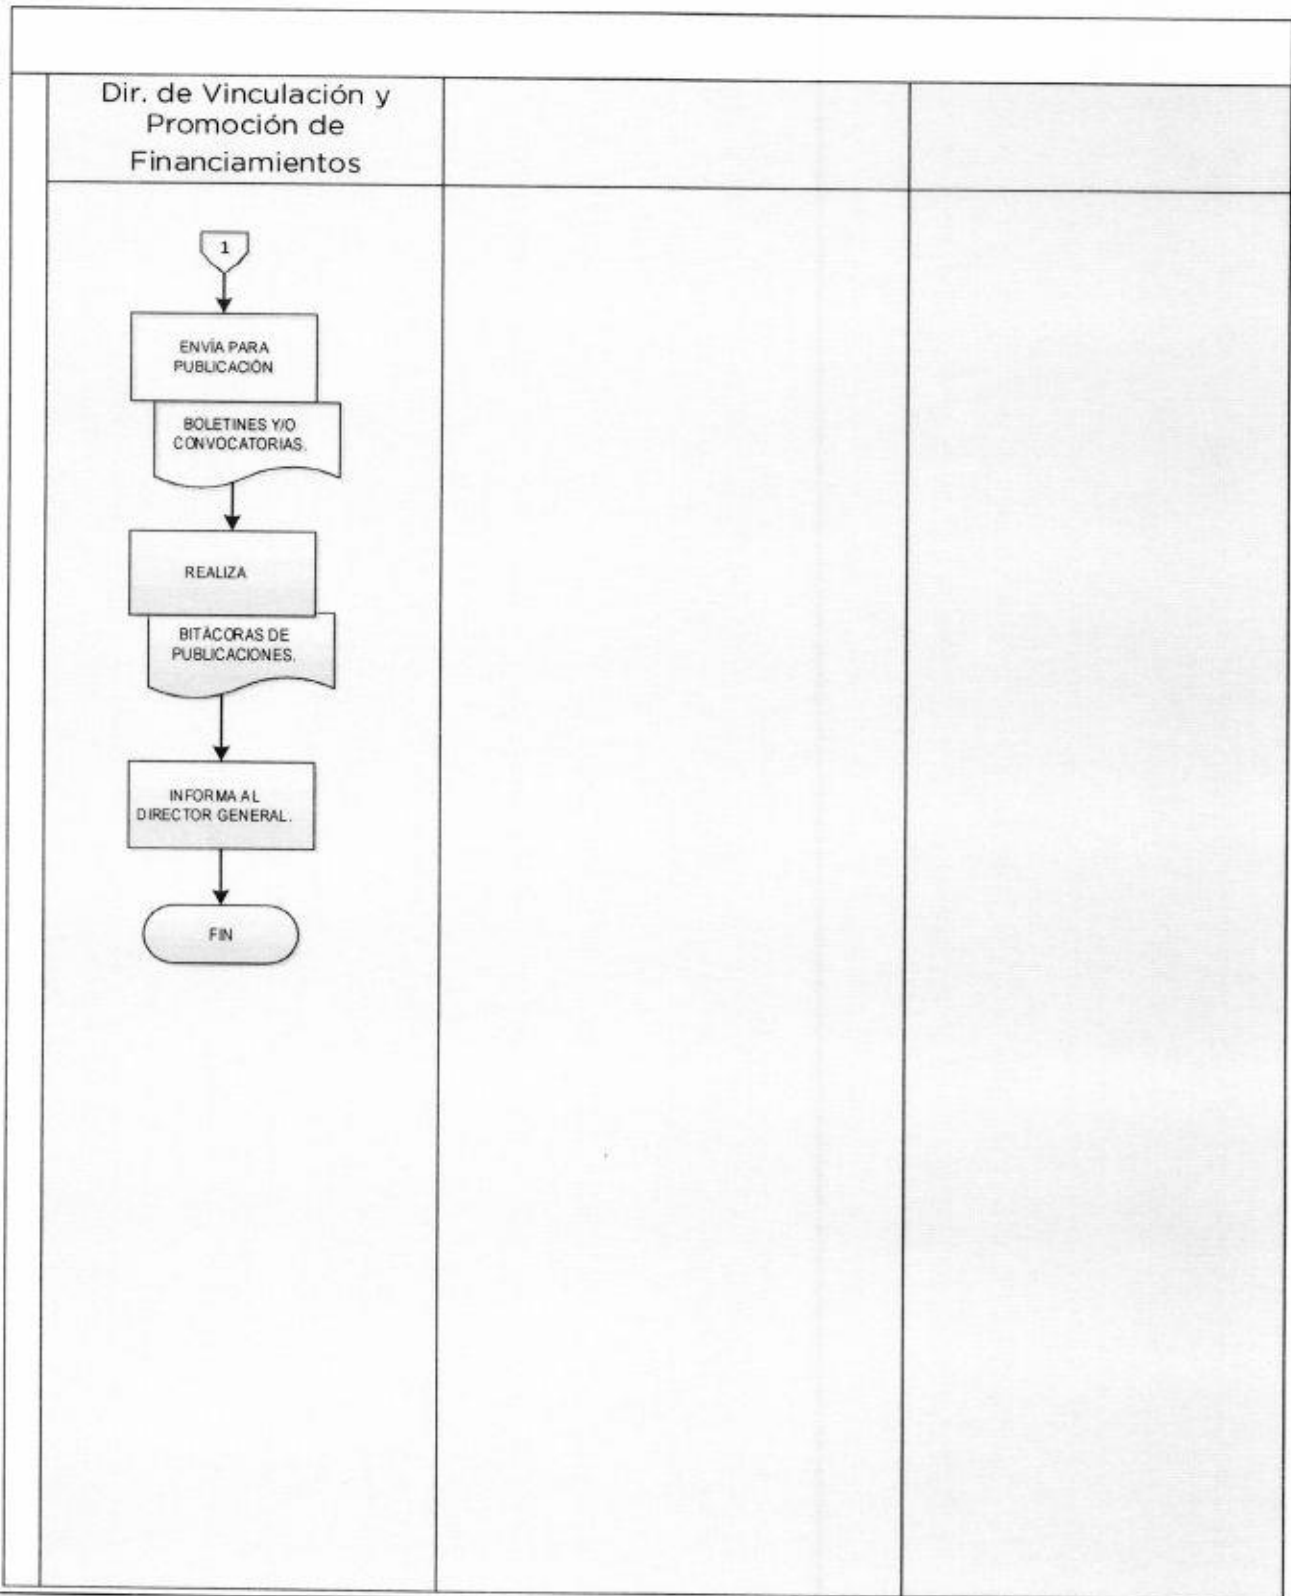 Dir. de Vinculación y
Promoción de
Financiamientos
1
ENVÍA PARA
PUBLICACIÓN
BOLETINES Y/O
CONVOCATORIAS.
REALIZA
BITÁCORAS DE
PUBLICACIONES.
INFORMA AL
DIRECTOR GENERAL.
FIN